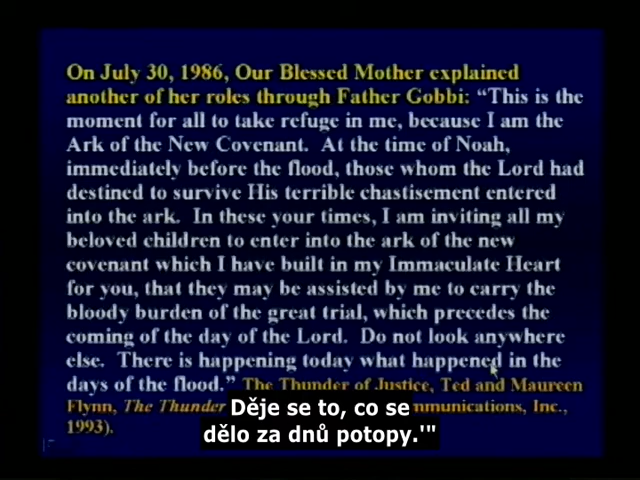 On July 30, 1986, Our Blessed Mother explained
another of her roles through Father Gobbi: “This is the
moment for all to take refuge in me, because I am the
Ark of the New Covenant.  At the time of Noah,
immediately before the flood, those whom the Lord had
destined to survive His terrible chastisement entered
into the ark.  In these your times, I am inviting all my
beloved children to enter into the ark of the new
covenant which I have built in my Immaculate Heart
for you, that they may be assisted by me to carry the
bloody burden of the great trial, which precedes the
coming of the day of the Lord.  Do not look anywhere
else.  There is happening today what happened in the
days of the flood.” The Thunder of Justice, Ted and Maureen
Flynn, The Thunder mmunications, Inc.,
1993).
Děje se to, co se
dělo za dnů potopy.'"